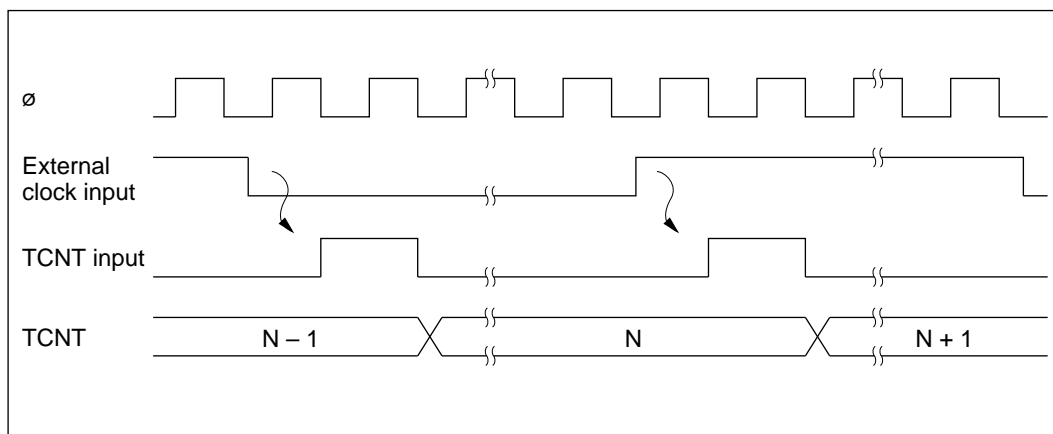 ø
External
clock input
TCNT input
TCNT
N – 1
N
N + 1